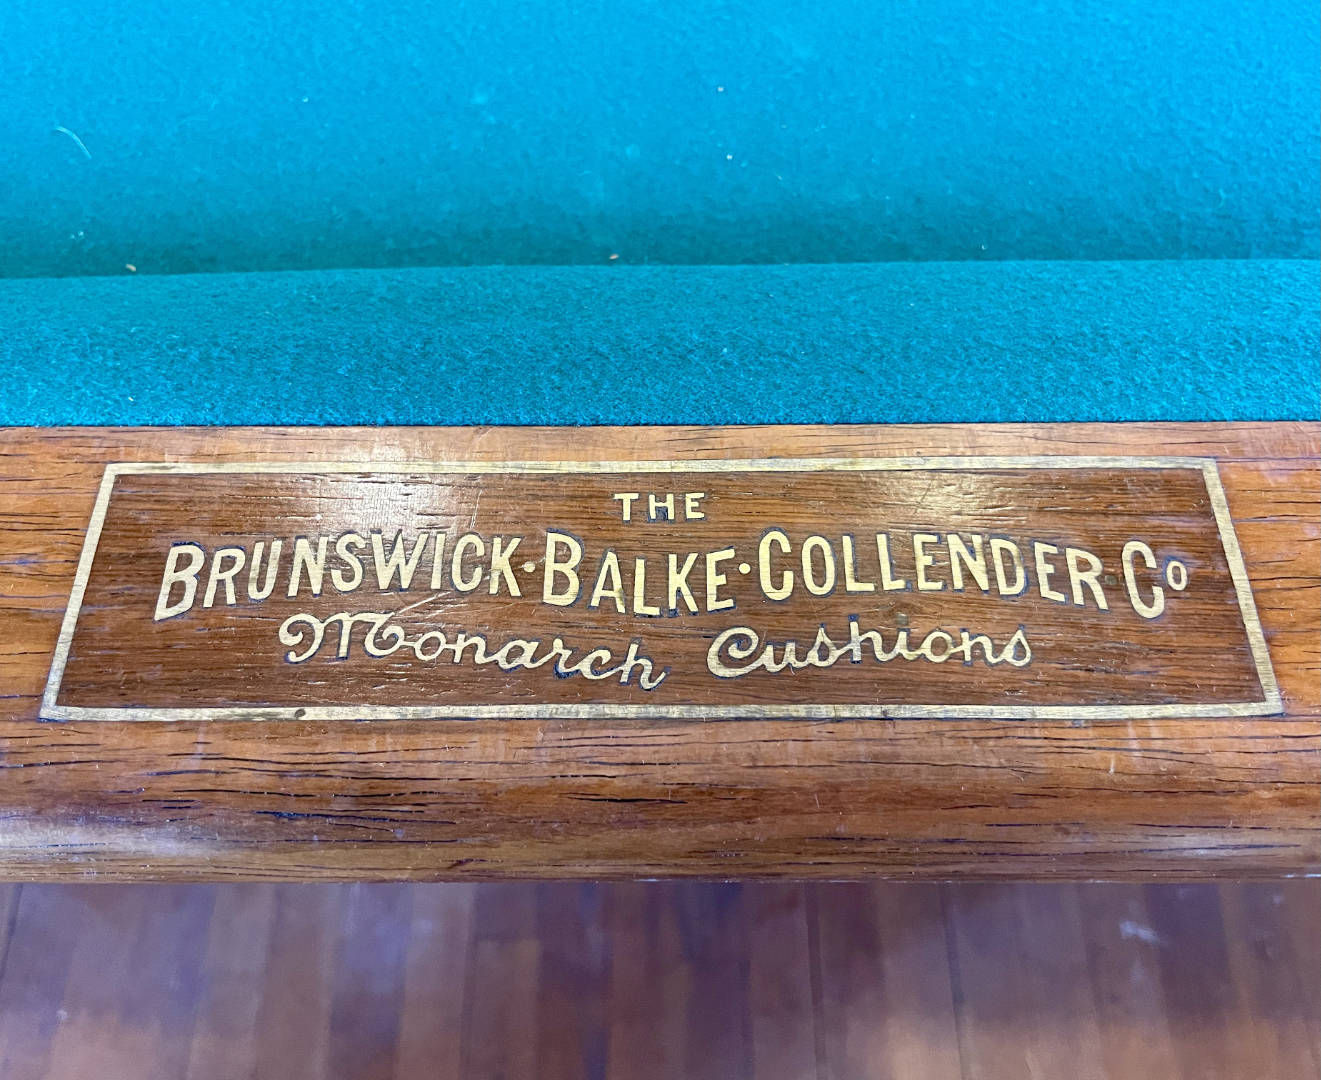 THE
BRUNSWICK·BALKE·COLLENDER Co
Monarch Cushions